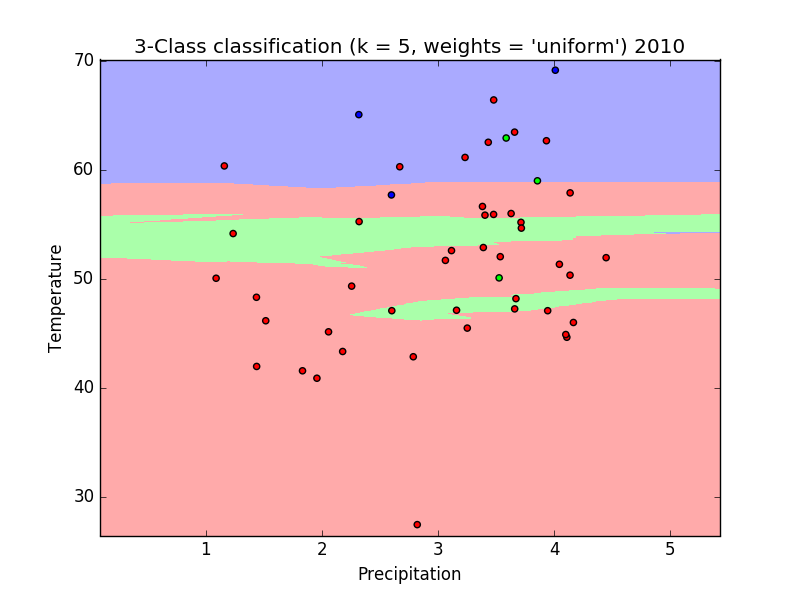 3-Class classification (k = 5, weights = 'uniform') 2010
70
60
50
40
30
Temperature
1 2 3 4 5
Precipitation